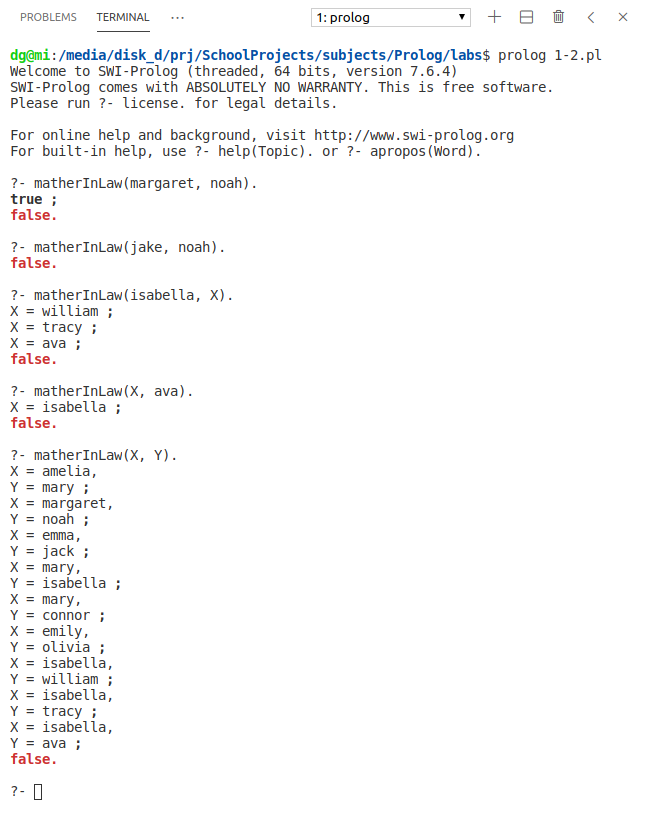 PROBLEMS TERMINAL ··· 1: prolog
dg@mi:/media/disk_d/prj/SchoolProjects/subjects/Prolog/labs$ prolog 1-2.pl
Welcome to SWI-Prolog (threaded, 64 bits, version 7.6.4)
SWI-Prolog comes with ABSOLUTELY NO WARRANTY. This is free software.
Please run ?- license. for legal details.
For online help and background, visit http://www.swi-prolog.org
For built-in help, use ?- help(Topic). or ?- apropos(Word).
?- matherInLaw(margaret, noah).
true ;
false.
?- matherInLaw(jake, noah).
false.
?- matherInLaw(isabella, X).
X = william ;
X = tracy ;
X = ava ;
false.
?- matherInLaw(X, ava).
X = isabella ;
false.
?- matherInLaw(X, Y).
X = amelia,
Y = mary ;
X = margaret,
Y = noah ;
X = emma,
Y = jack ;
X = mary,
Y = isabella ;
X = mary,
Y = connor ;
X = emily,
Y = olivia ;
X = isabella,
Y = william ;
X = isabella,
Y = tracy ;
X = isabella,
Y = ava ;
false.
?-